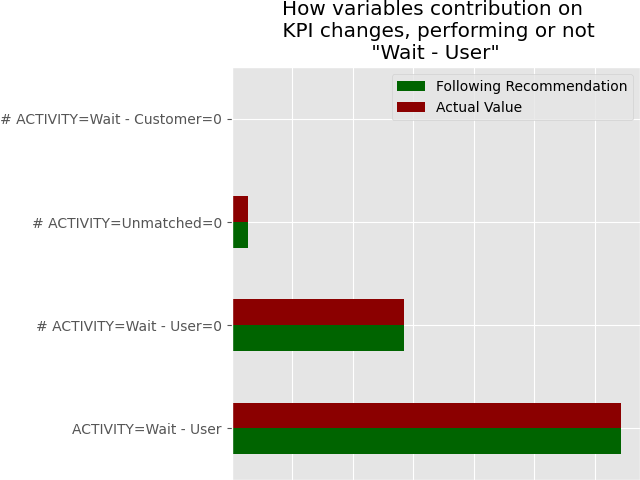 How variables contribution on
KPI changes, performing or not
"Wait - User"
Following Recommendation
Actual Value
# ACTIVITY=Wait - Customer=0
# ACTIVITY=Unmatched=0
# ACTIVITY=Wait - User=0
ACTIVITY=Wait - User